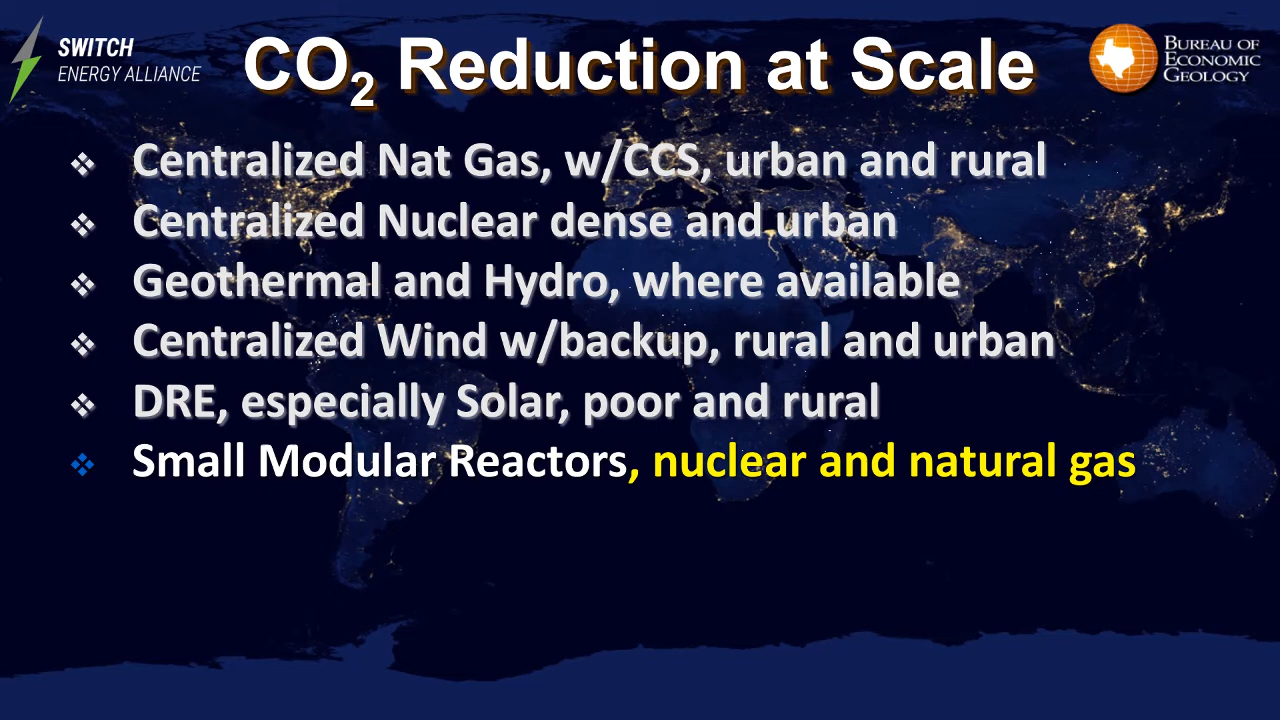 SWITCH
ENERGY ALLIANCE
CO₂ Reduction at Scale
BUREAU OF
ECONOMIC
GEOLOGY
❖ Centralized Nat Gas, w/CCS, urban and rural
❖ Centralized Nuclear dense and urban
❖ Geothermal and Hydro, where available
❖ Centralized Wind w/backup, rural and urban
❖ DRE, especially Solar, poor and rural
❖ Small Modular Reactors, nuclear and natural gas